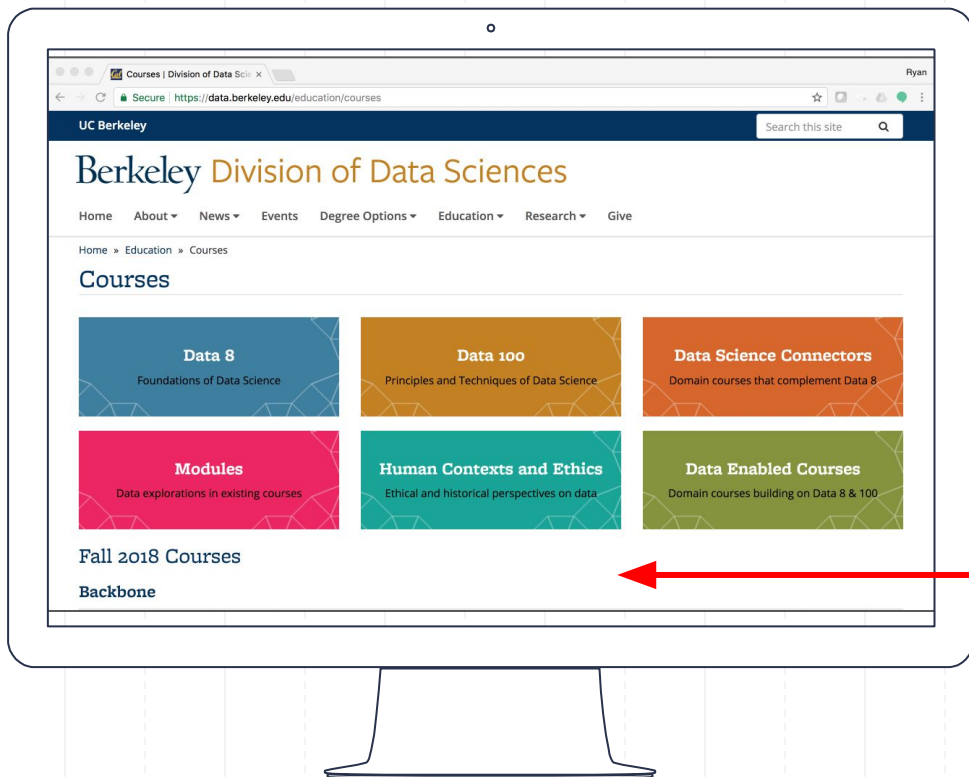 Courses | Division of Data Scie ×
Ryan
Secure | https://data.berkeley.edu/education/courses
UC Berkeley
Search this site
Berkeley Division of Data Sciences
Home About News Events Degree Options Education Research Give
Home » Education » Courses
Courses
Data 8
Foundations of Data Science
Data 100
Principles and Techniques of Data Science
Data Science Connectors
Domain courses that complement Data 8
Modules
Data explorations in existing courses
Human Contexts and Ethics
Ethical and historical perspectives on data
Data Enabled Courses
Domain courses building on Data 8 & 100
Fall 2018 Courses
Backbone